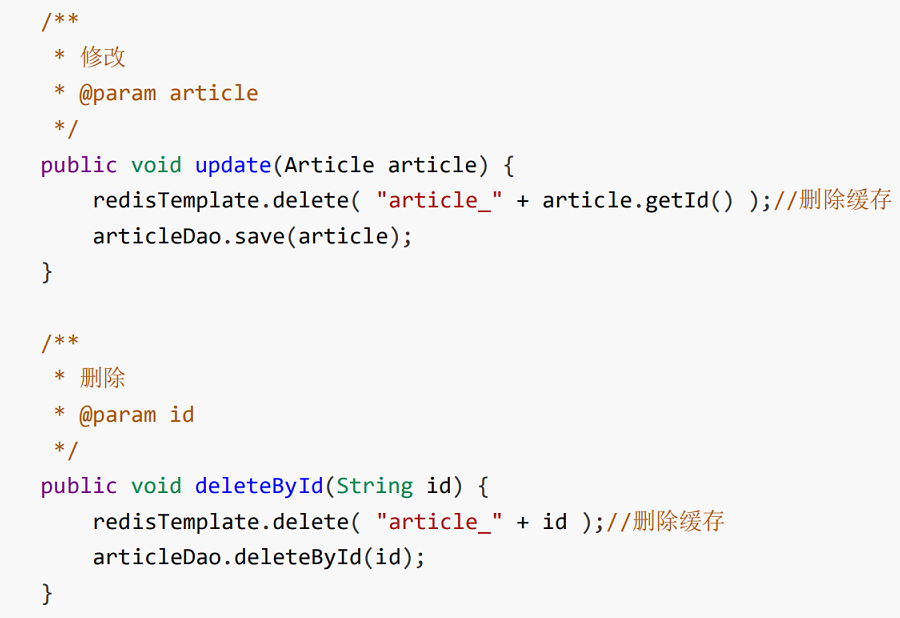 /**
 * 修改
 * @param article
 */
public void update(Article article) {
    redisTemplate.delete( "article_" + article.getId() );//删除缓存
    articleDao.save(article);
}

/**
 * 删除
 * @param id
 */
public void deleteById(String id) {
    redisTemplate.delete( "article_" + id );//删除缓存
    articleDao.deleteById(id);
}